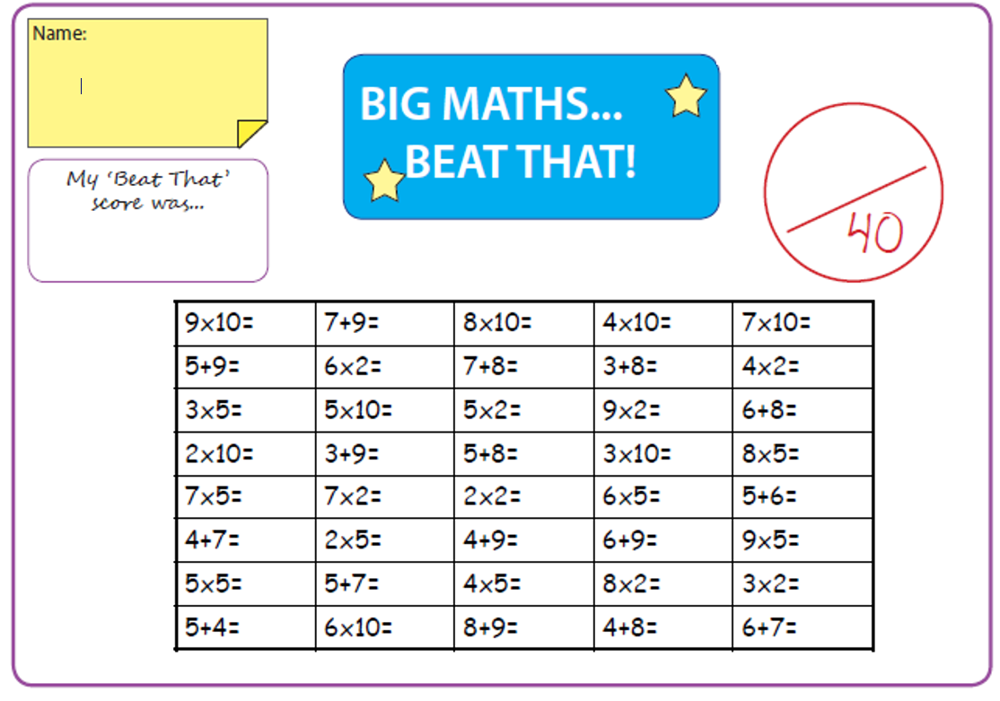 Name:
BIG MATHS...
BEAT THAT!
My ‘Beat That’
score was...
40
9x10= 7+9= 8x10= 4x10= 7x10=
5+9= 6x2= 7+8= 3+8= 4x2=
3x5= 5x10= 5x2= 9x2= 6+8=
2x10= 3+9= 5+8= 3x10= 8x5=
7x5= 7x2= 2x2= 6x5= 5+6=
4+7= 2x5= 4+9= 6+9= 9x5=
5x5= 5+7= 4x5= 8x2= 3x2=
5+4= 6x10= 8+9= 4+8= 6+7=